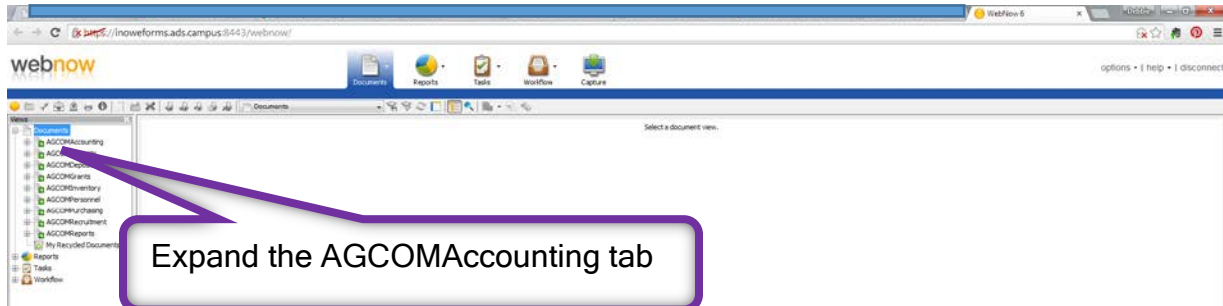 WebNow 6
https://inoweforms.ads.campus:8443/webnow/
webnow
Documents
Reports
Tasks
Workflow
Capture
options • | help • | disconnect
Documents
Views
Select a document view.
Documents
AGCOMAccounting
AGCOMDepo
AGCOMGrants
AGCOMInventory
AGCOMPersonnel
AGCOMPurchasing
AGCOMRecruitment
AGCOMReports
My Recycled Documents
Reports
Tasks
Workflow
Expand the AGCOMAccounting tab